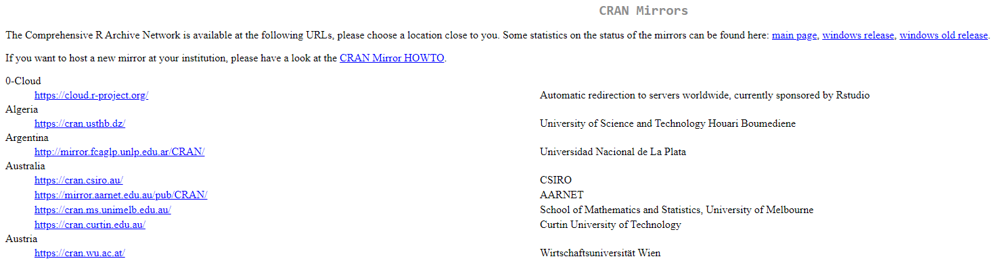 CRAN Mirrors
The Comprehensive R Archive Network is available at the following URLs, please choose a location close to you. Some statistics on the status of the mirrors can be found here: main page, windows release, windows old release.
If you want to host a new mirror at your institution, please have a look at the CRAN Mirror HOWTO.
0-Cloud
https://cloud.r-project.org/ Automatic redirection to servers worldwide, currently sponsored by Rstudio
Algeria
https://cran.usthb.dz/ University of Science and Technology Houari Boumediene
Argentina
http://mirror.fcaglp.unlp.edu.ar/CRAN/ Universidad Nacional de La Plata
Australia
https://cran.csiro.au/ CSIRO
https://mirror.aarnet.edu.au/pub/CRAN/ AARNET
https://cran.ms.unimelb.edu.au/ School of Mathematics and Statistics, University of Melbourne
https://cran.curtin.edu.au/ Curtin University of Technology
Austria
https://cran.wu.ac.at/ Wirtschaftsuniversität Wien